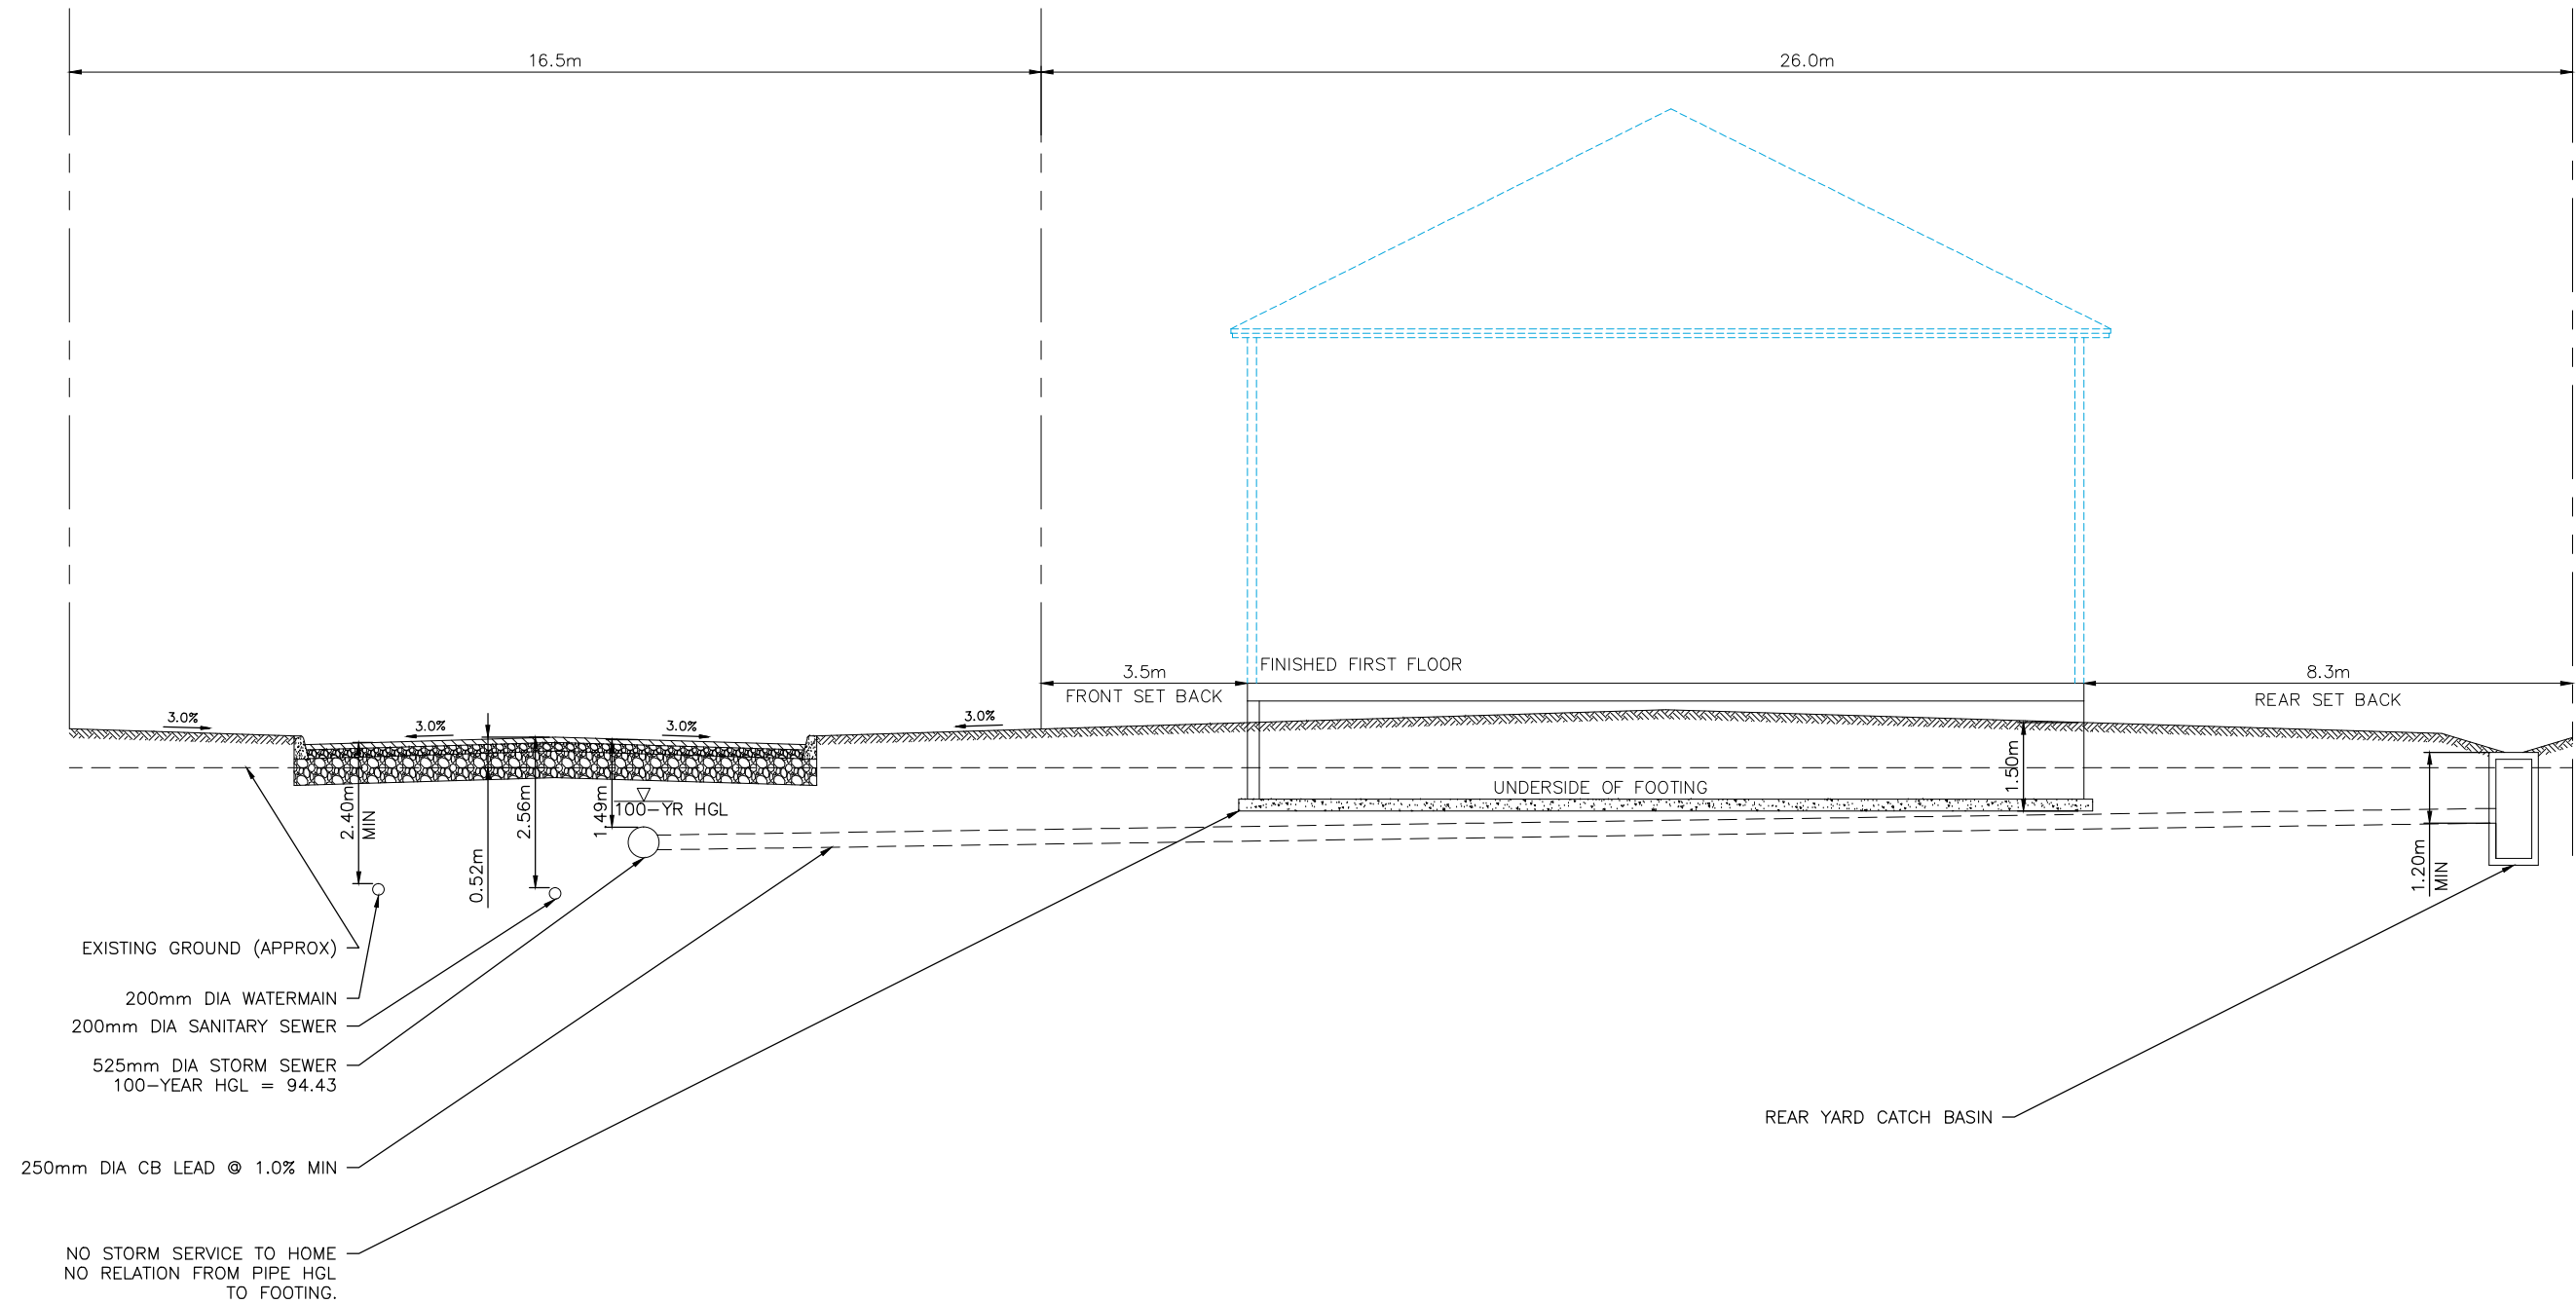 16.5m
26.0m
FINISHED FIRST FLOOR
3.5m
FRONT SET BACK
8.3m
REAR SET BACK
3.0%
3.0%
3.0%
3.0%
2.40m
MIN
0.52m
2.56m
1.49m
100-YR HGL
UNDERSIDE OF FOOTING
1.50m
1.20m
MIN
EXISTING GROUND (APPROX)
200mm DIA WATERMAIN
200mm DIA SANITARY SEWER
525mm DIA STORM SEWER
100-YEAR HGL = 94.43
REAR YARD CATCH BASIN
250mm DIA CB LEAD @ 1.0% MIN
NO STORM SERVICE TO HOME
NO RELATION FROM PIPE HGL
TO FOOTING.